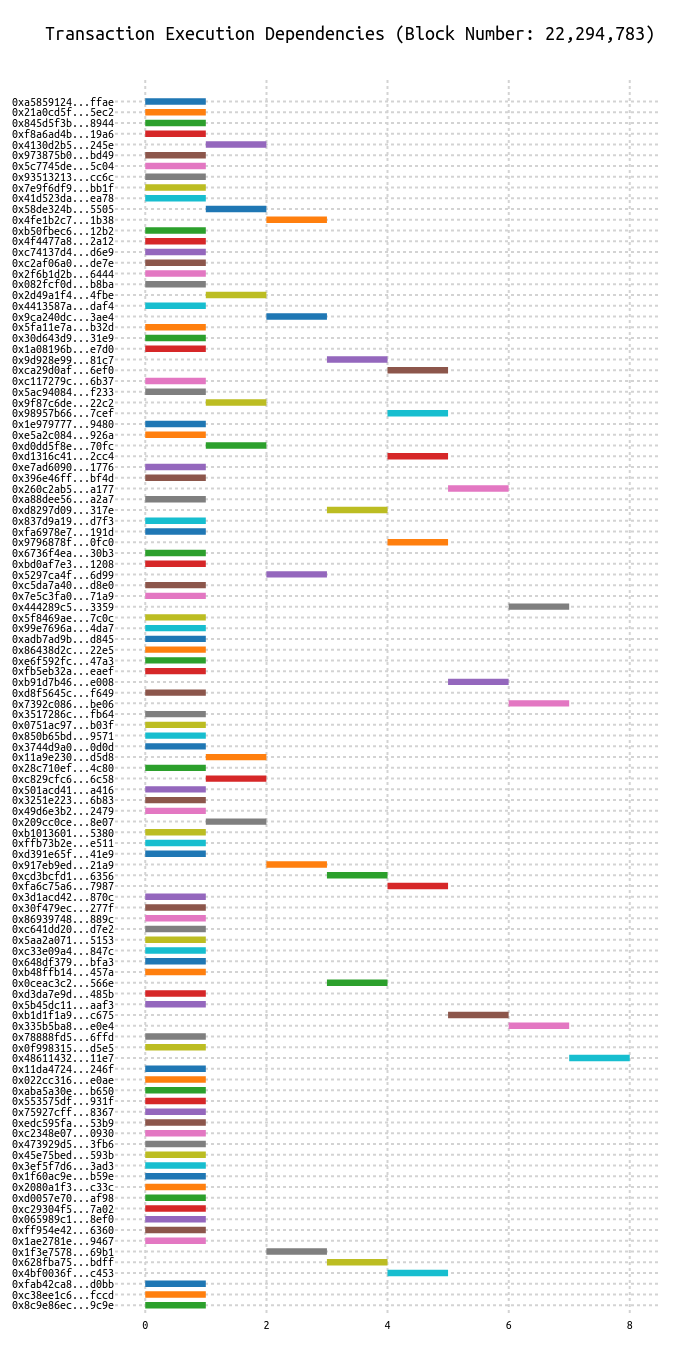 Transaction Execution Dependencies (Block Number: 22,294,783)
0xa5859124...ffae
0x21a0cd5f...5ec2
0x845d5f3b...8944
0xf8a6ad4b...19a6
0x4130d2b5...245e
0x973875b0...bd49
0x5c7745de...5c04
0x93513213...cc6c
0x7e9f6df9...bb1f
0x41d523da...ea78
0x58de324b...5505
0x4fe1b2c7...1b38
0xb50fbec6...12b2
0x4f4477a8...2a12
0xc74137d4...d6e9
0xc2af06a0...de7e
0x2f6b1d2b...6444
0x082fcf0d...b8ba
0x2d49a1f4...4fbe
0x4413587a...daf4
0x9ca240dc...3ae4
0x5fa11e7a...b32d
0x30d643d9...31e9
0x1a08196b...e7d0
0x9d928e99...81c7
0xca29d0af...6ef0
0xc117279c...6b37
0x5ac94084...f233
0x9f87c6de...22c2
0x98957b66...7cef
0x1e979777...9480
0xe5a2c084...926a
0xd0dd5f8e...70fc
0xd1316c41...2cc4
0xe7ad6090...1776
0x396e46ff...bf4d
0x260c2ab5...a177
0xa88dee56...a2a7
0xd8297d09...317e
0x837d9a19...d7f3
0xfa6978e7...191d
0x9796878f...0fc0
0x6736f4ea...30b3
0xbd0af7e3...1208
0x5297ca4f...6d99
0xc5da7a40...d8e0
0x7e5c3fa0...71a9
0x444289c5...3359
0x5f8469ae...7c0c
0x99e7696a...4da7
0xadb7ad9b...d845
0x86438d2c...22e5
0xe6f592fc...47a3
0xfb5eb32a...eaef
0xb91d7b46...e008
0xd8f5645c...f649
0x7392c086...be06
0x3517286c...fb64
0x0751ac97...b03f
0x850b65bd...9571
0x3744d9a0...0d0d
0x11a9e230...d5d8
0x28c710ef...4c80
0xc829cfc6...6c58
0x501acd41...a416
0x3251e223...6b83
0x49d6e3b2...2479
0x209cc0ce...8e07
0xb1013601...5380
0xffb73b2e...e511
0xd391e65f...41e9
0x917eb9ed...21a9
0xcd3bcfd1...6356
0xfa6c75a6...7987
0x3d1acd42...870c
0x30f479ec...277f
0x86939748...889c
0xc641dd20...d7e2
0x5aa2a071...5153
0xc33e09a4...847c
0x648df379...bfa3
0xb48ffb14...457a
0x0ceac3c2...566e
0xd3da7e9d...485b
0x5b45dc11...aaf3
0xb1d1f1a9...c675
0x335b5ba8...e0e4
0x78888fd5...6ffd
0x0f998315...d5e5
0x48611432...11e7
0x11da4724...246f
0x022cc316...e0ae
0xaba5a30e...b650
0x553575df...931f
0x75927cff...8367
0xedc595fa...53b9
0xc2348e07...0930
0x473929d5...3fb6
0x45e75bed...593b
0x3ef5f7d6...3ad3
0x1f60ac9e...b59e
0x2080a1f3...c33c
0xd0057e70...af98
0xc29304f5...7a02
0x065989c1...8ef0
0xff954e42...6360
0x1ae2781e...9467
0x1f3e7578...69b1
0x628fba75...bdff
0x4bf0036f...c453
0xfab42ca8...d0bb
0xc38ee1c6...fccd
0x8c9e86ec...9c9e
0 2 4 6 8